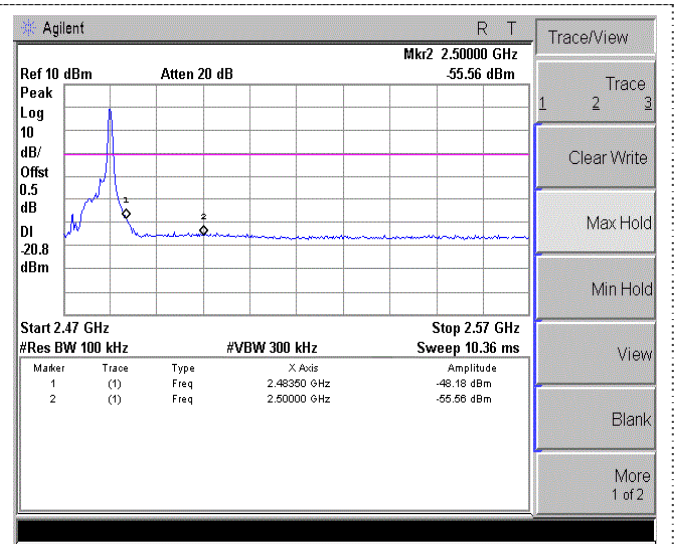 Agilent R T
Mkr2 2.50000 GHz
Ref 10 dBm Atten 20 dB -55.56 dBm
Peak
Log
10
dB/
Offst
0.5
dB
DI
-20.8
dBm
1
2
Start 2.47 GHz Stop 2.57 GHz
#Res BW 100 kHz #VBW 300 kHz Sweep 10.36 ms
Marker Trace Type X Axis Amplitude
1 (1) Freq 2.48350 GHz -48.18 dBm
2 (1) Freq 2.50000 GHz -55.56 dBm
Trace/View
Trace
1 2 3
Clear Write
Max Hold
Min Hold
View
Blank
More
1 of 2